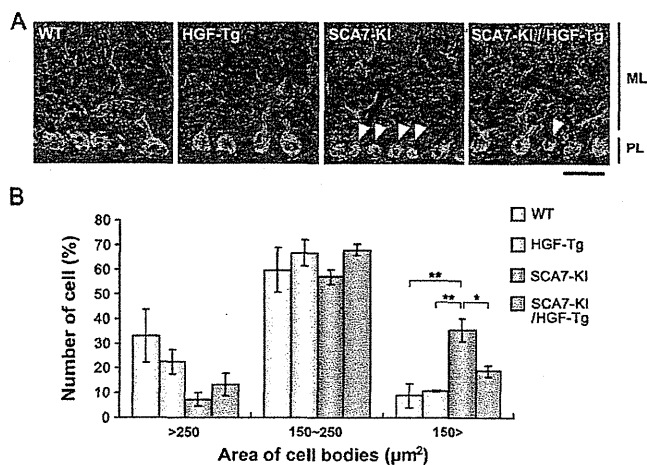 A
WT
HGF-Tg
SCA7-KI
SCA7-KI/HGF-Tg
ML
PL
B
Number of cell (%)
80
70
60
50
40
30
20
10
0
>250
150~250
150>
Area of cell bodies (µm²)
** 
** *
WT
HGF-Tg
SCA7-KI
SCA7-KI
/HGF-Tg